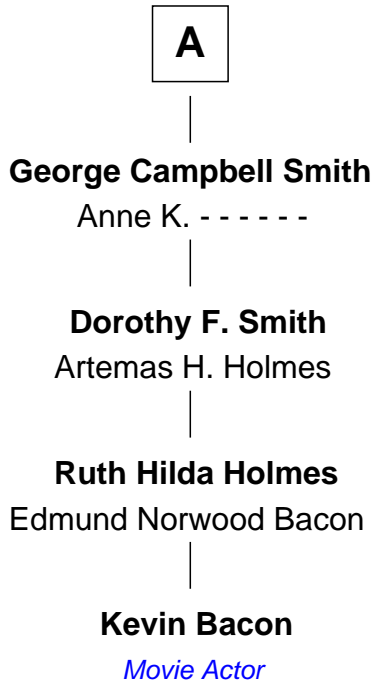 A
George Campbell Smith
Anne K. - - - - - -
Dorothy F. Smith
Artemas H. Holmes
Ruth Hilda Holmes
Edmund Norwood Bacon
Kevin Bacon
Movie Actor